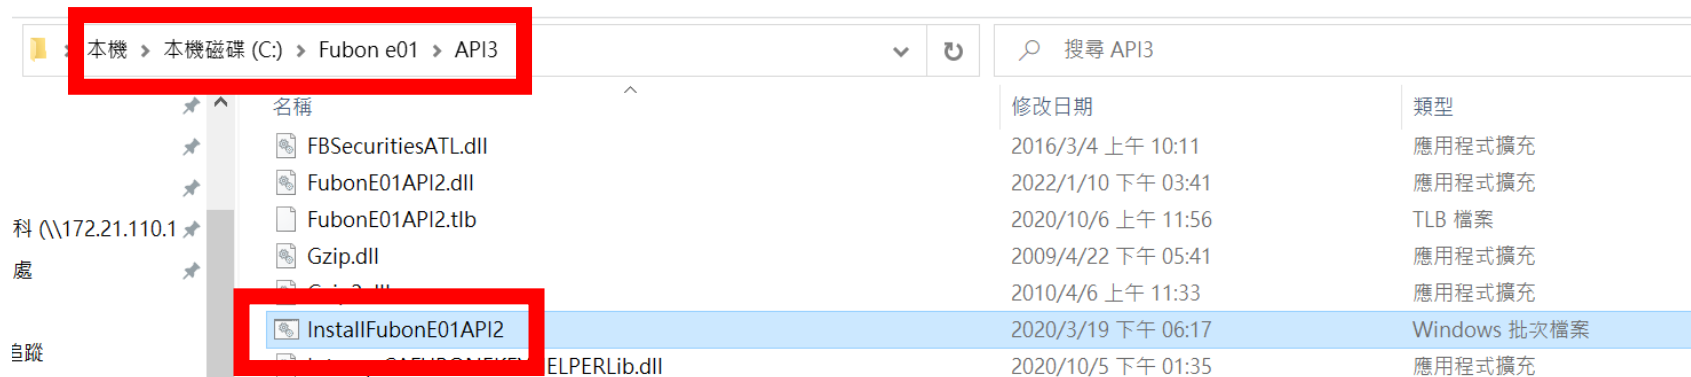 本機 > 本機磁碟 (C:) > Fubon e01 > API3
搜尋 API3
名稱 修改日期 類型
FBSecuritiesATL.dll 2016/3/4 上午 10:11 應用程式擴充
FubonE01API2.dll 2022/1/10 下午 03:41 應用程式擴充
FubonE01API2.tlb 2020/10/6 上午 11:56 TLB 檔案
科 (\\172.21.110.1
Gzip.dll 2009/4/22 下午 05:41 應用程式擴充
處
2010/4/6 上午 11:33 應用程式擴充
InstallFubonE01API2 2020/3/19 下午 06:17 Windows 批次檔案
追蹤
ELPERLib.dll 2020/10/5 下午 01:35 應用程式擴充